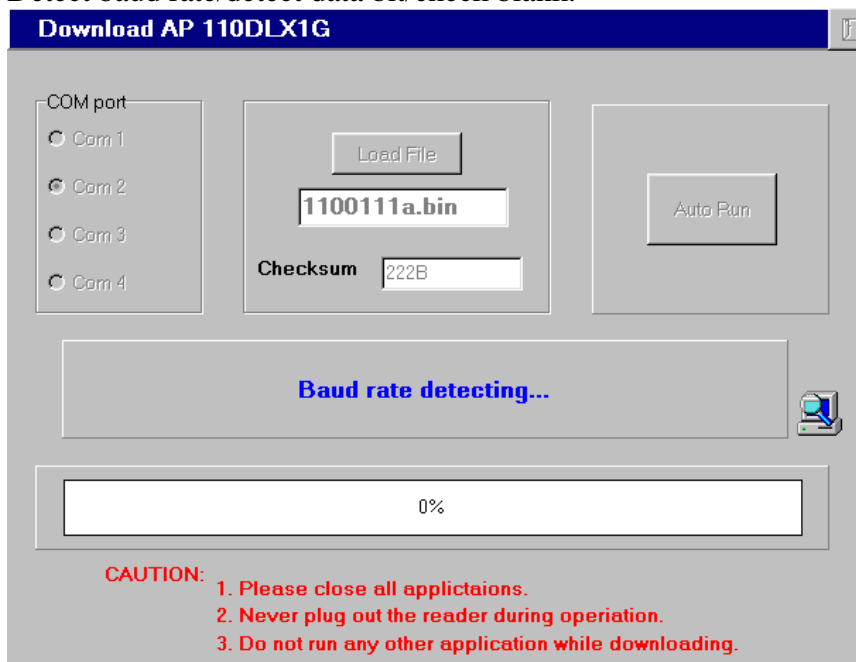 Download AP 110DLX1G
COM port
Com 1
Com 2
Com 3
Com 4
Load File
1100111a.bin
Checksum 222B
Auto Run
Baud rate detecting...
0%
CAUTION:
1. Please close all applictaions.
2. Never plug out the reader during operiation.
3. Do not run any other application while downloading.